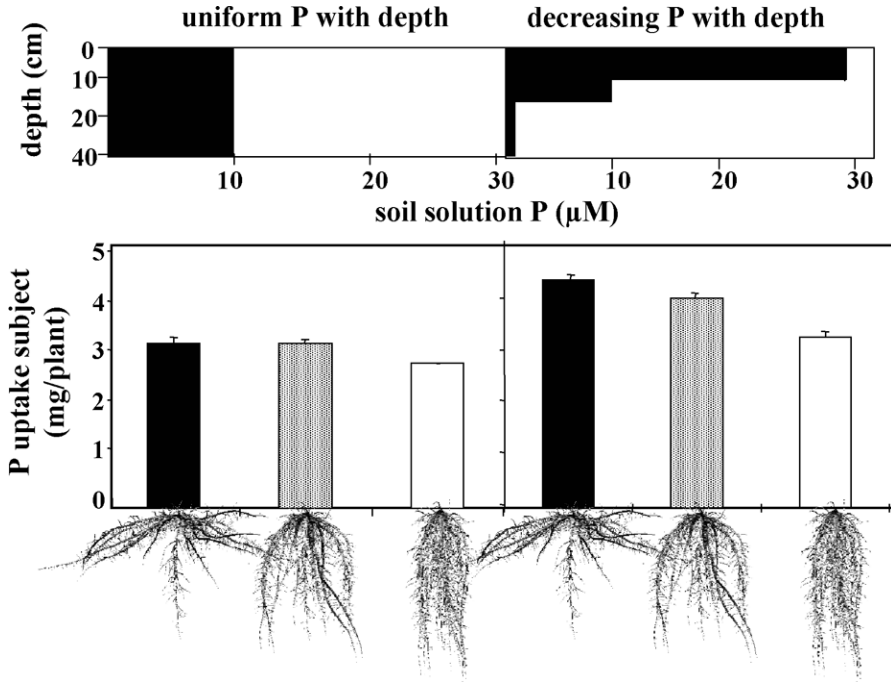 uniform P with depth
decreasing P with depth
depth (cm)
0
10
20
40
10
20
30
10
20
30
soil solution P (µM)
P uptake subject
(mg/plant)
5
4
3
2
1
0